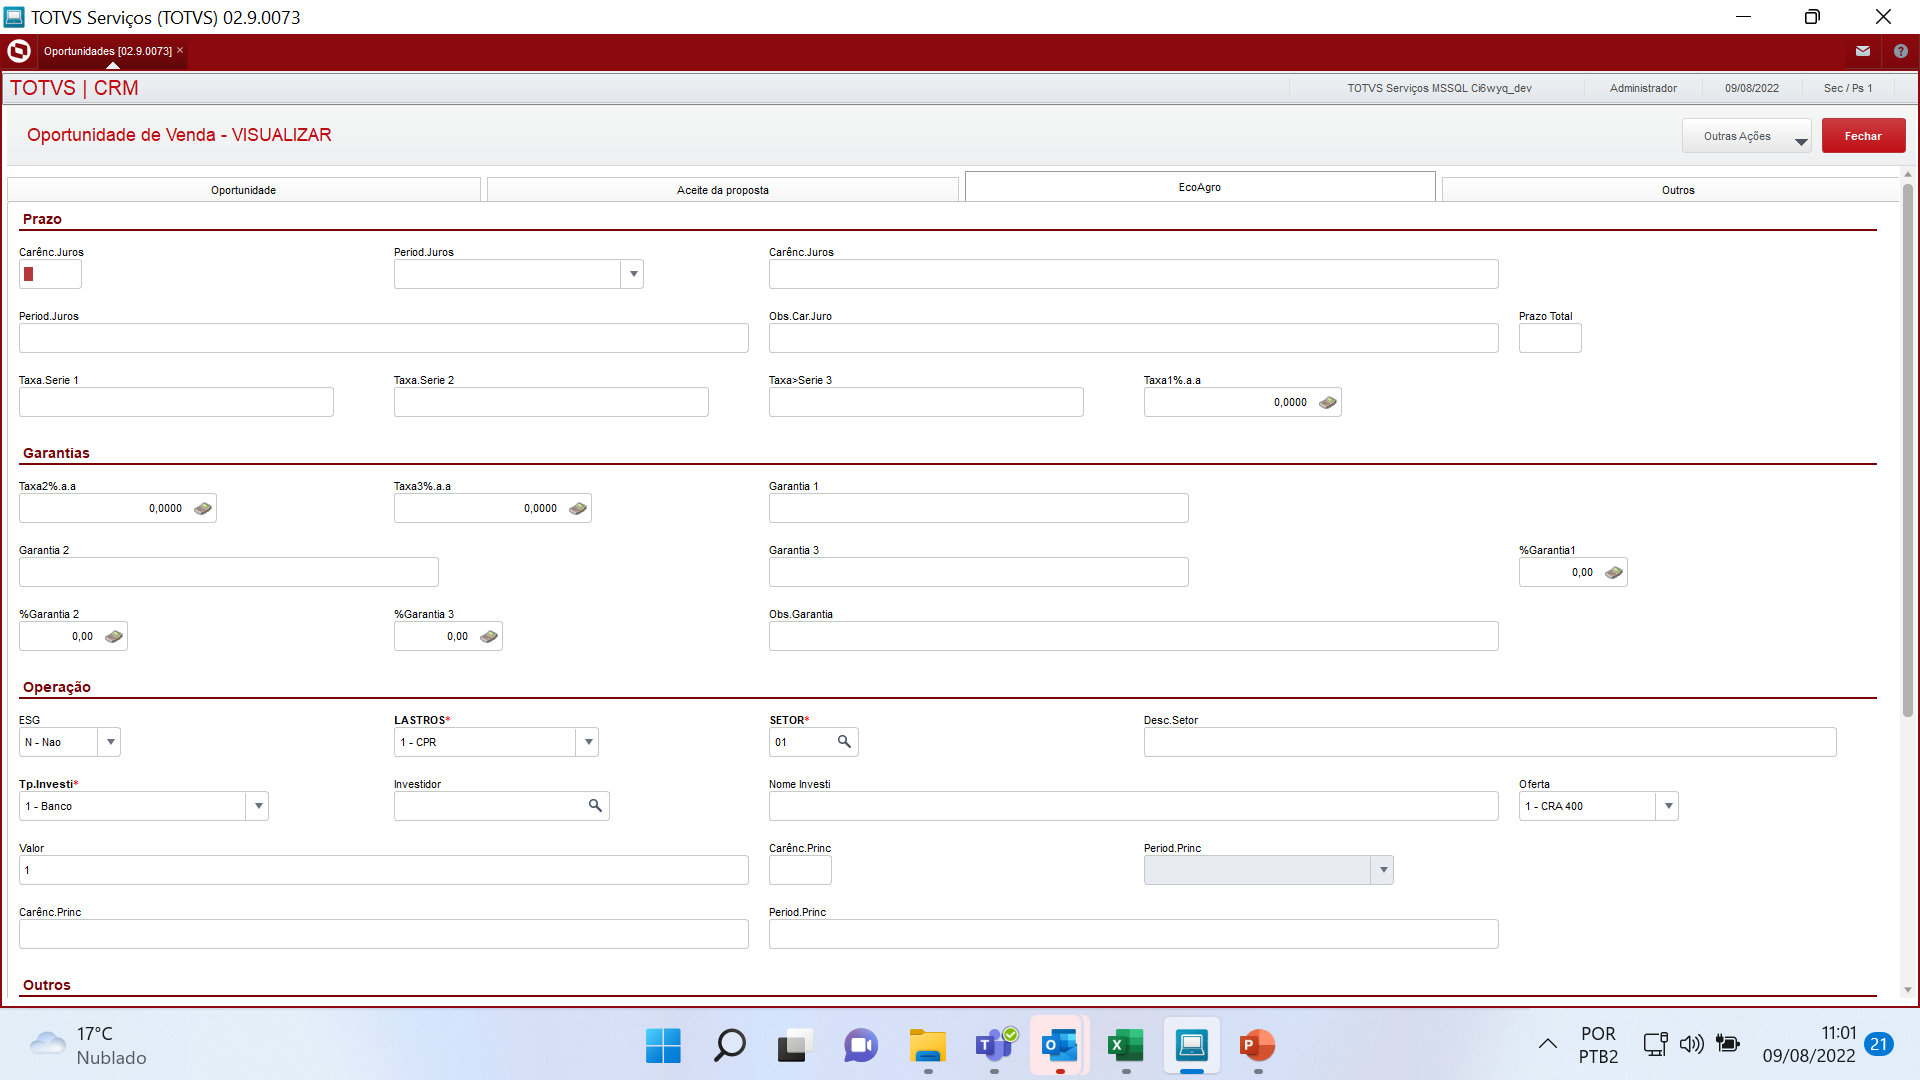 TOTVS Serviços (TOTVS) 02.9.0073
Oportunidades [02.9.0073] ×
TOTVS | CRM
TOTVS Serviços MSSQL Ci6wyq_dev
Administrador
09/08/2022
Sec / Ps 1
Oportunidade de Venda - VISUALIZAR
Outras Ações
Fechar
Oportunidade
Aceite da proposta
EcoAgro
Outros
Prazo
Carênc.Juros
Period.Juros
Carênc.Juros
Period.Juros
Obs.Car.Juro
Prazo Total
Taxa.Serie 1
Taxa.Serie 2
Taxa>Serie 3
Taxa1%.a.a
0,0000
Garantias
Taxa2%.a.a
Taxa3%.a.a
Garantia 1
0,0000
0,0000
Garantia 2
Garantia 3
%Garantia1
0,00
%Garantia 2
%Garantia 3
Obs.Garantia
0,00
0,00
Operação
ESG
LASTROS*
SETOR*
Desc.Setor
N - Nao
1 - CPR
01
Tp.Investi*
Investidor
Nome Investi
Oferta
1 - Banco
1 - CRA 400
Valor
Carênc.Princ
Period.Princ
1
Carênc.Princ
Period.Princ
Outros
17°C
Nublado
POR
PTB2
11:01
09/08/2022
21